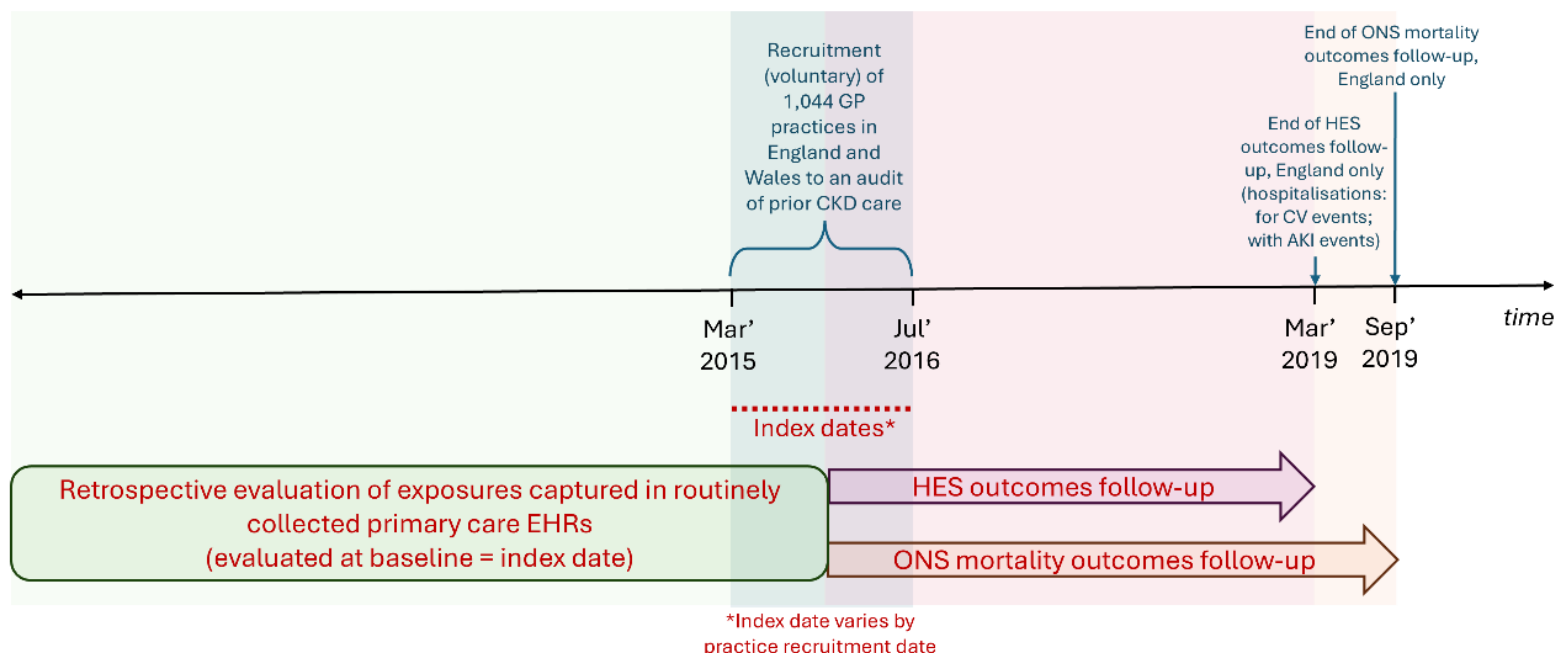 Recruitment
(voluntary) of
1,044 GP
practices in
England and
Wales to an audit
of prior CKD care
End of ONS mortality
outcomes follow-up,
England only
End of HES
outcomes follow-
up, England only
(hospitalisations:
for CV events;
with AKI events)
time
Mar’
2015
Jul’
2016
Mar’
2019
Sep’
2019
Index dates*
Retrospective evaluation of exposures captured in routinely
collected primary care EHRs
(evaluated at baseline = index date)
HES outcomes follow-up
ONS mortality outcomes follow-up
*Index date varies by
practice recruitment date